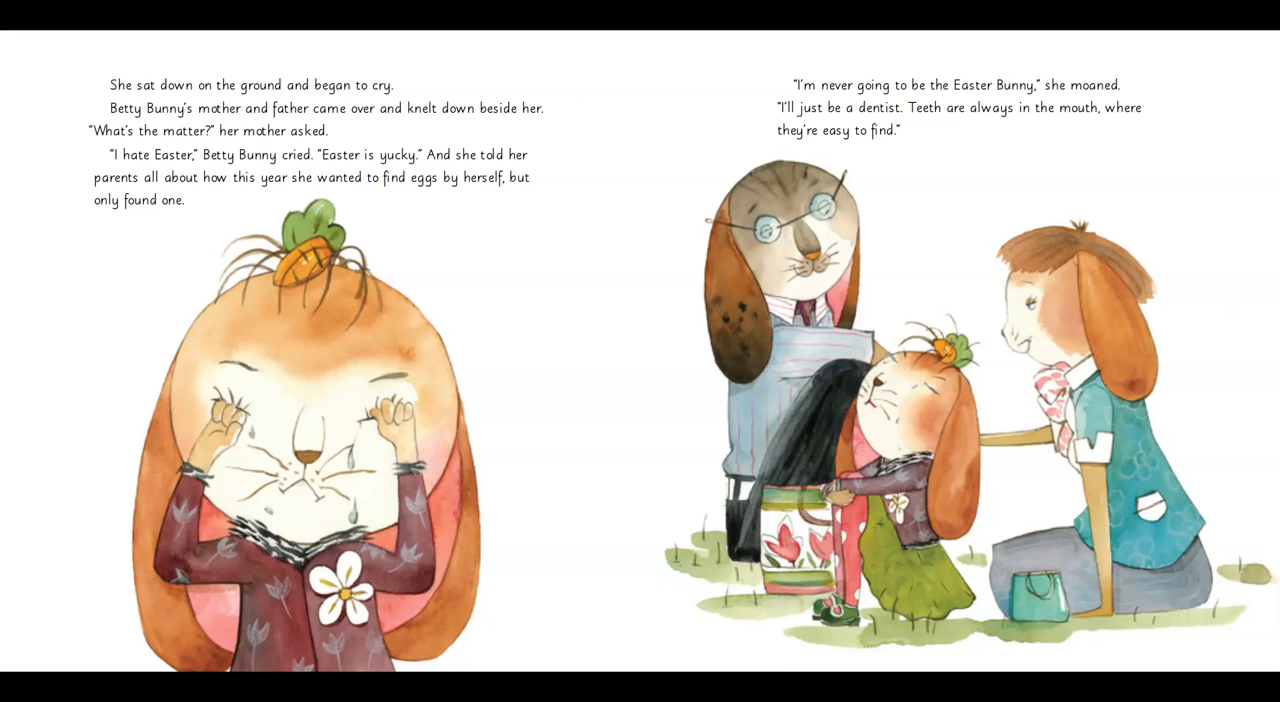 She sat down on the ground and began to cry.
Betty Bunny's mother and father came over and knelt down beside her.
"What's the matter?" her mother asked.
"I hate Easter," Betty Bunny cried. "Easter is yucky." And she told her
parents all about how this year she wanted to find eggs by herself, but
only found one.
"I'm never going to be the Easter Bunny," she moaned.
"I'll just be a dentist. Teeth are always in the mouth, where
they're easy to find."